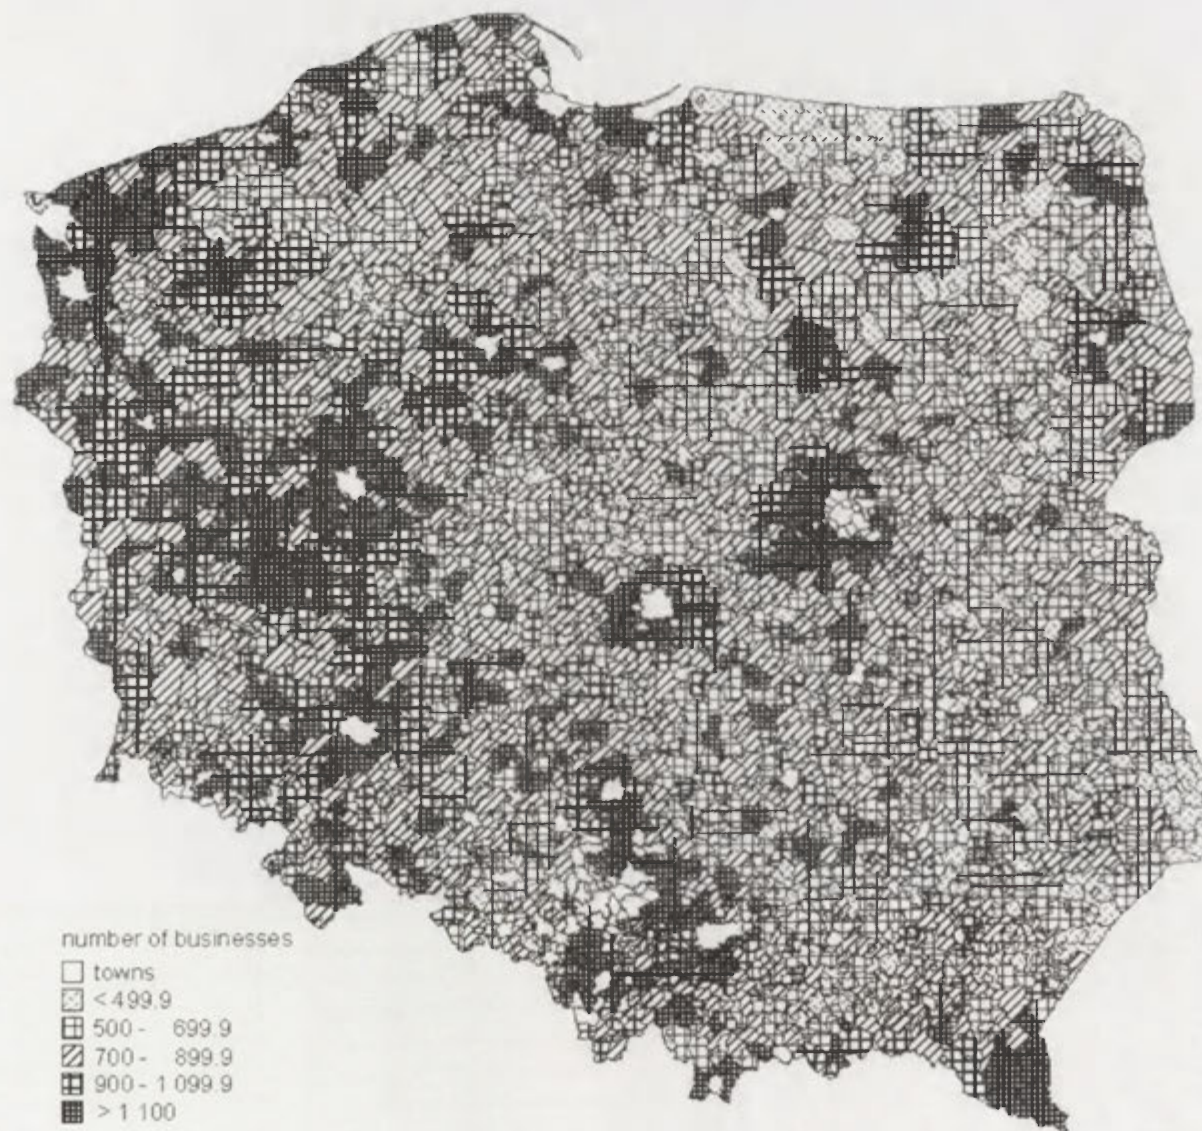 number of businesses
towns
< 499.9
500 - 699.9
700 - 899.9
900 - 1 099.9
> 1 100